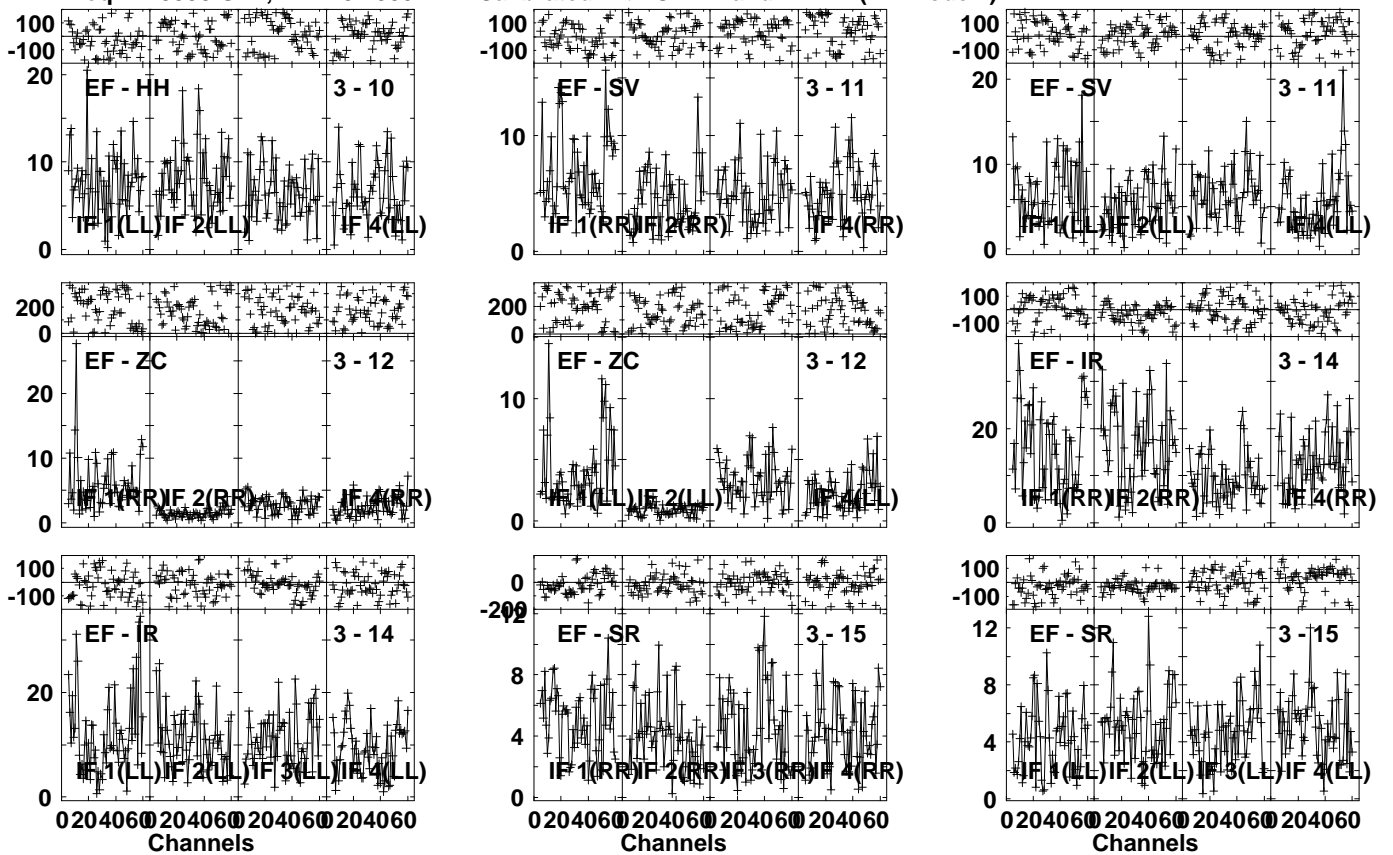 100
-100
20
10
0
EF - HH
3 - 10
IF 1(LL)
IF 2(LL)
IF 4(LL)
100
-100
10
0
EF - SV
3 - 11
IF 1(RR)
IF 2(RR)
IF 4(RR)
100
-100
20
10
0
EF - SV
3 - 11
IF 1(LL)
IF 2(LL)
IF 4(LL)
200
0
20
10
0
EF - ZC
3 - 12
IF 1(RR)
IF 2(RR)
IF 4(RR)
200
0
10
0
EF - ZC
3 - 12
IF 1(LL)
IF 2(LL)
IF 4(LL)
100
-100
20
0
EF - IR
3 - 14
IF 1(RR)
IF 2(RR)
IF 4(RR)
100
-100
20
0
EF - IR
3 - 14
IF 1(LL)
IF 2(LL)
IF 3(LL)
IF 4(LL)
0 20 40 60 0 20 40 60 0 20 40 60 0 20 40 60
Channels
0
-200
12
8
4
0
EF - SR
3 - 15
IF 1(RR)
IF 2(RR)
IF 3(RR)
IF 4(RR)
0 20 40 60 0 20 40 60 0 20 40 60 0 20 40 60
Channels
100
-100
12
8
4
0
EF - SR
3 - 15
IF 1(LL)
IF 2(LL)
IF 3(LL)
IF 4(LL)
0 20 40 60 0 20 40 60 0 20 40 60 0 20 40 60
Channels